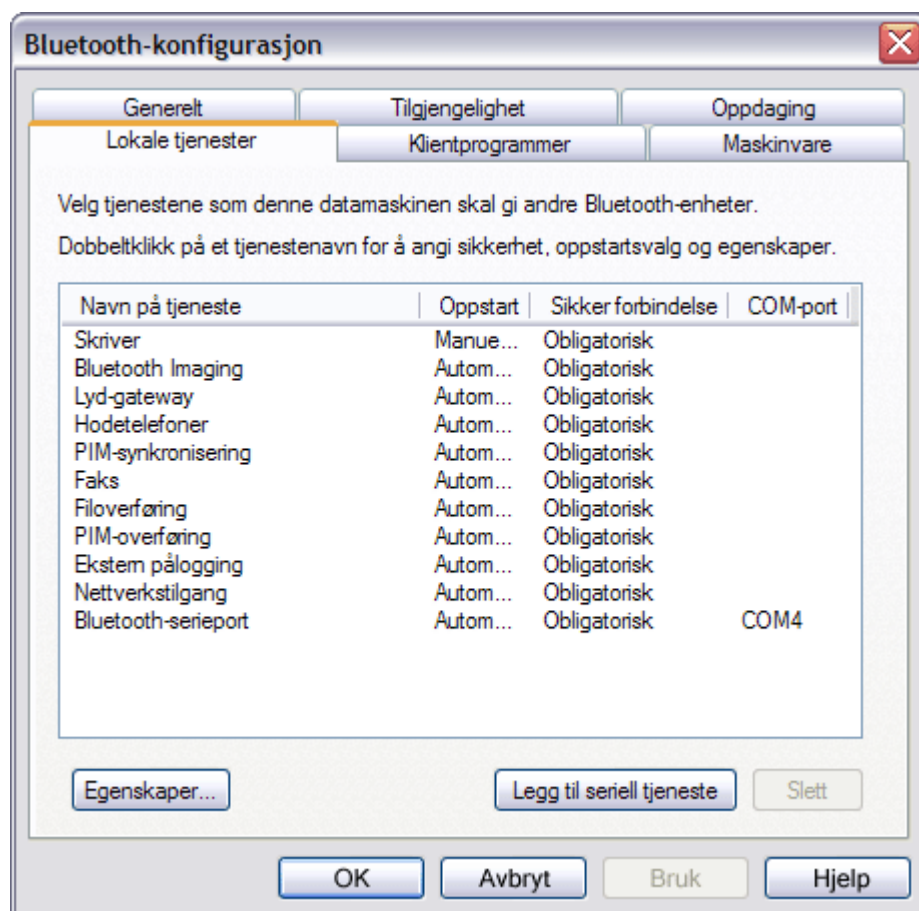 Bluetooth-konfigurasjon
Generelt Tilgjengelighet Oppdaging
Lokale tjenester Klientprogrammer Maskinvare
Velg tjenestene som denne datamaskinen skal gi andre Bluetooth-enheter.
Dobbeltklikk på et tjenestenavn for å angi sikkerhet, oppstartsvalg og egenskaper.
Navn på tjeneste Oppstart Sikker forbindelse COM-port
Skriver Manue... Obligatorisk
Bluetooth Imaging Autom... Obligatorisk
Lyd-gateway Autom... Obligatorisk
Hodetelefoner Autom... Obligatorisk
PIM-synkronisering Autom... Obligatorisk
Faks Autom... Obligatorisk
Filoverføring Autom... Obligatorisk
PIM-overføring Autom... Obligatorisk
Ekstern pålogging Autom... Obligatorisk
Nettverkstilgang Autom... Obligatorisk
Bluetooth-serieport Autom... Obligatorisk COM4
Egenskaper... Legg til seriell tjeneste Slett
OK Avbryt Bruk Hjelp